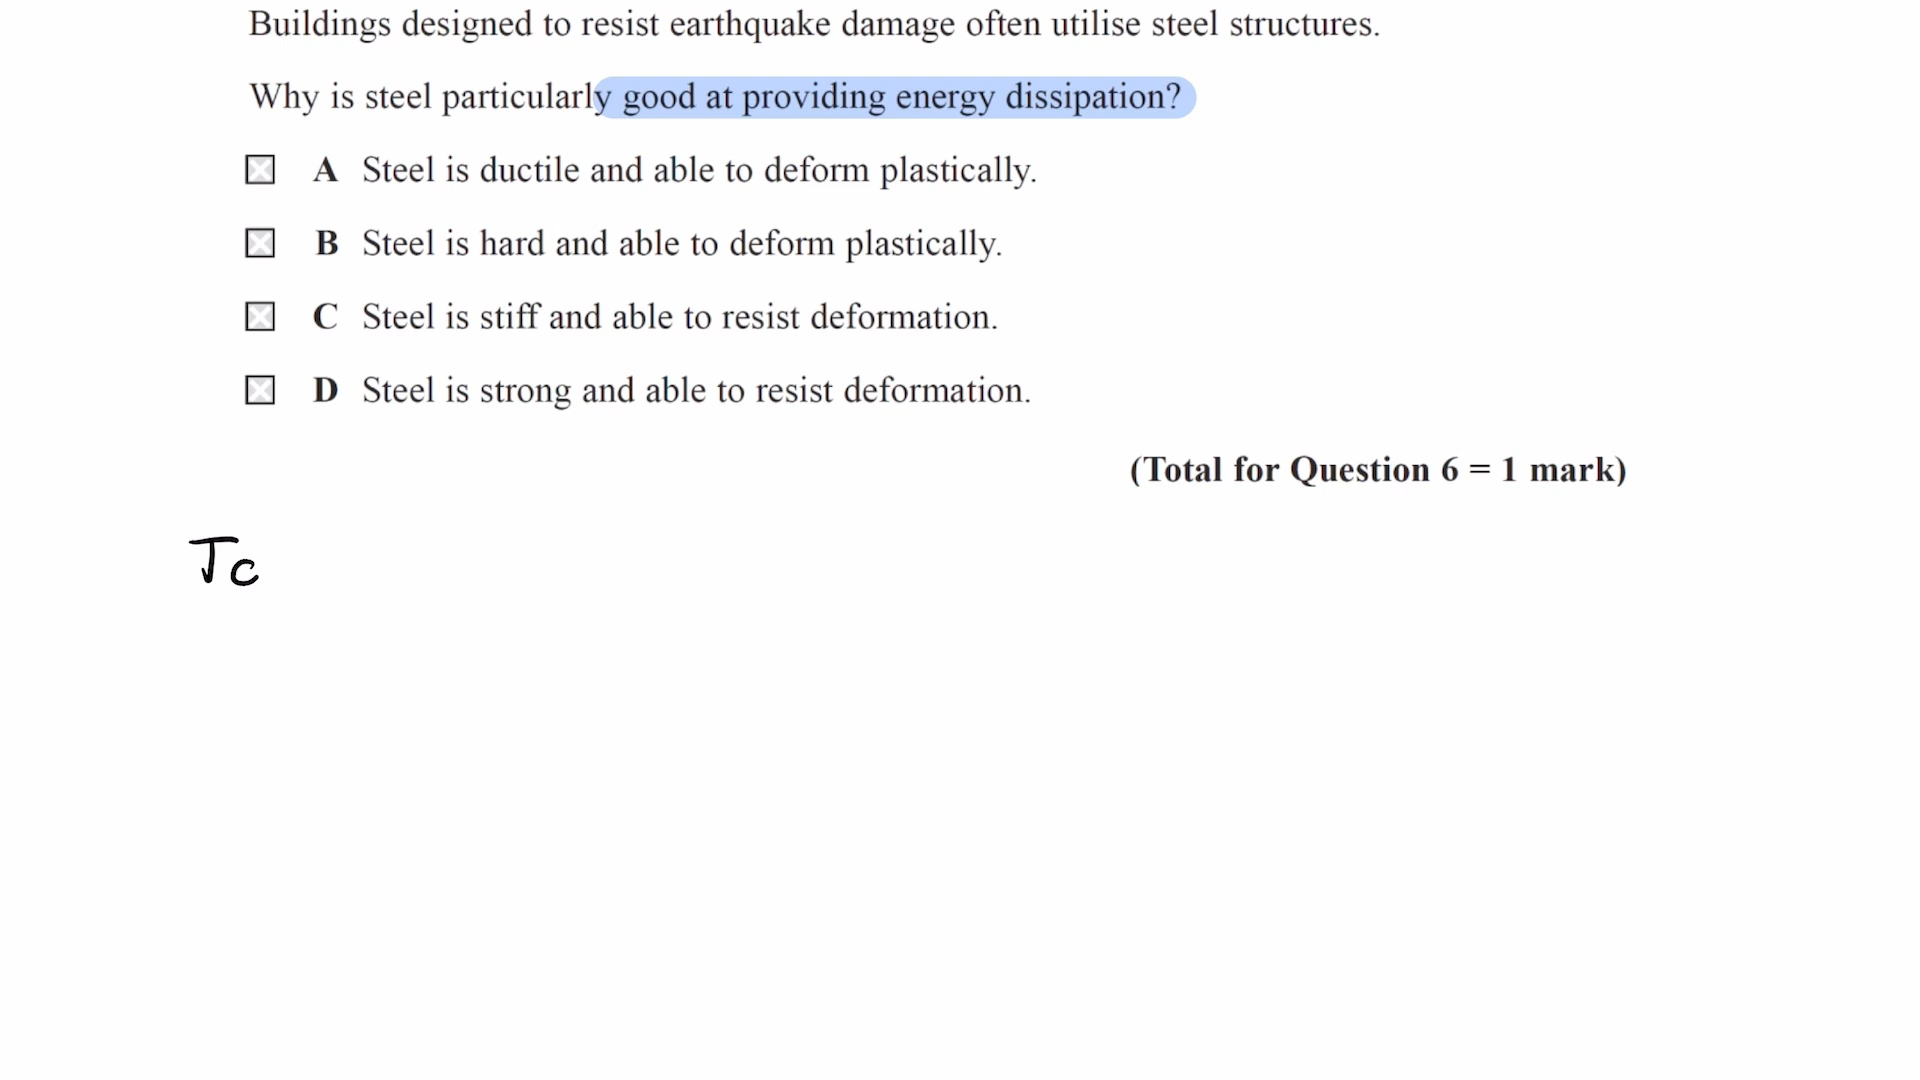 Buildings designed to resist earthquake damage often utilise steel structures.
Why is steel particularly good at providing energy dissipation?
A Steel is ductile and able to deform plastically.
B Steel is hard and able to deform plastically.
C Steel is stiff and able to resist deformation.
D Steel is strong and able to resist deformation.
(Total for Question 6 = 1 mark)
Tc